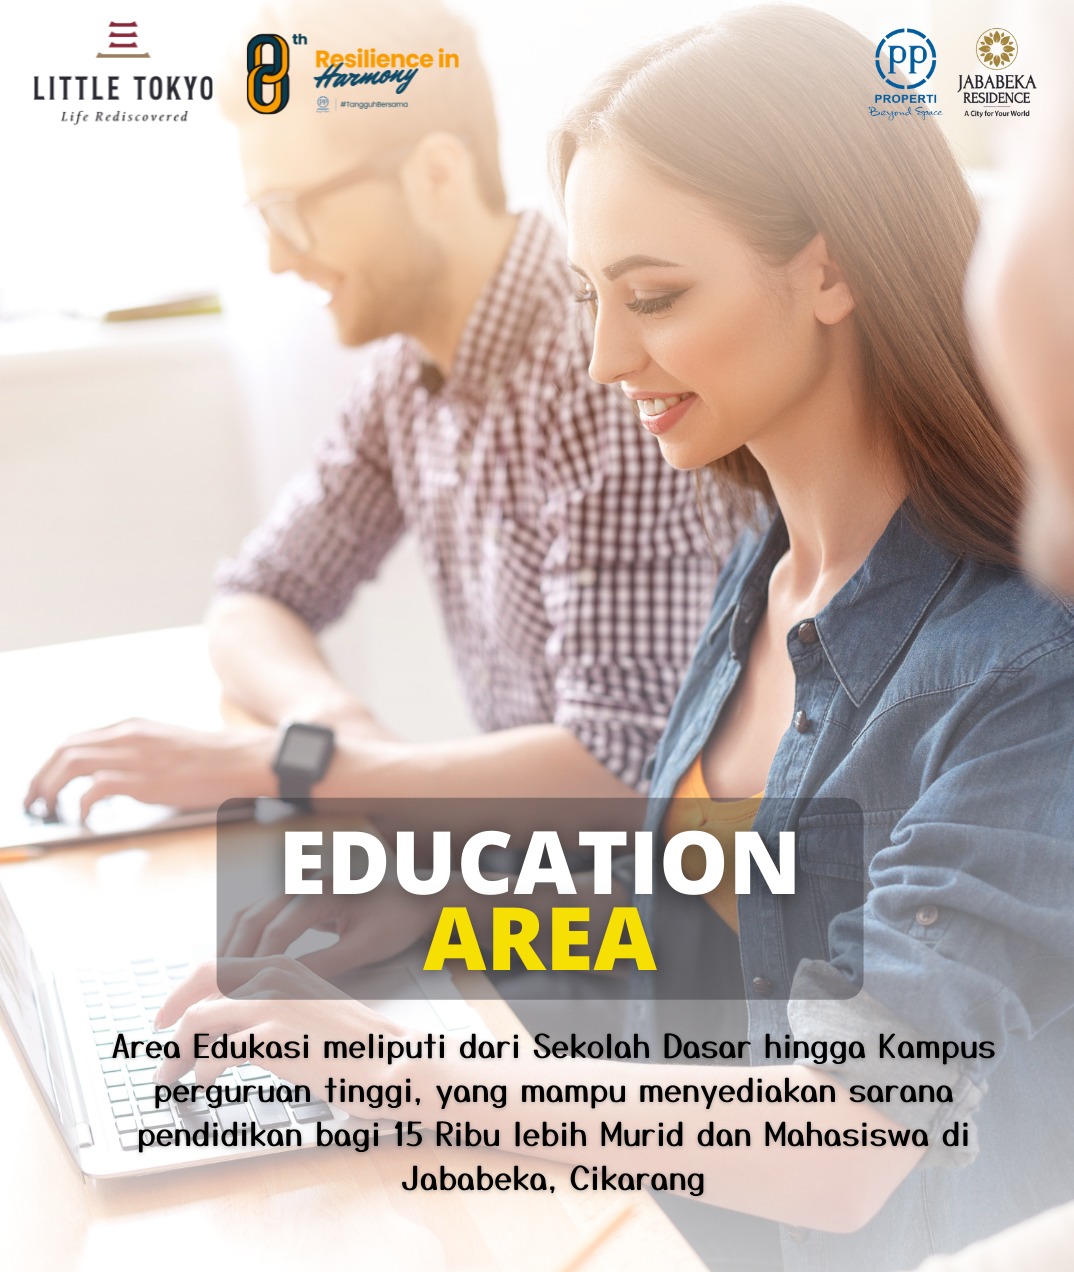 LITTLE TOKYO
Life Rediscovered
8th
Resilience in
Harmony
pp
#TangguhBersama
pp
PROPERTI
Beyond Space
JABABEKA
RESIDENCE
A City for Your World
EDUCATION
AREA
Area Edukasi meliputi dari Sekolah Dasar hingga Kampus
perguruan tinggi, yang mampu menyediakan sarana
pendidikan bagi 15 Ribu lebih Murid dan Mahasiswa di
Jababeka, Cikarang